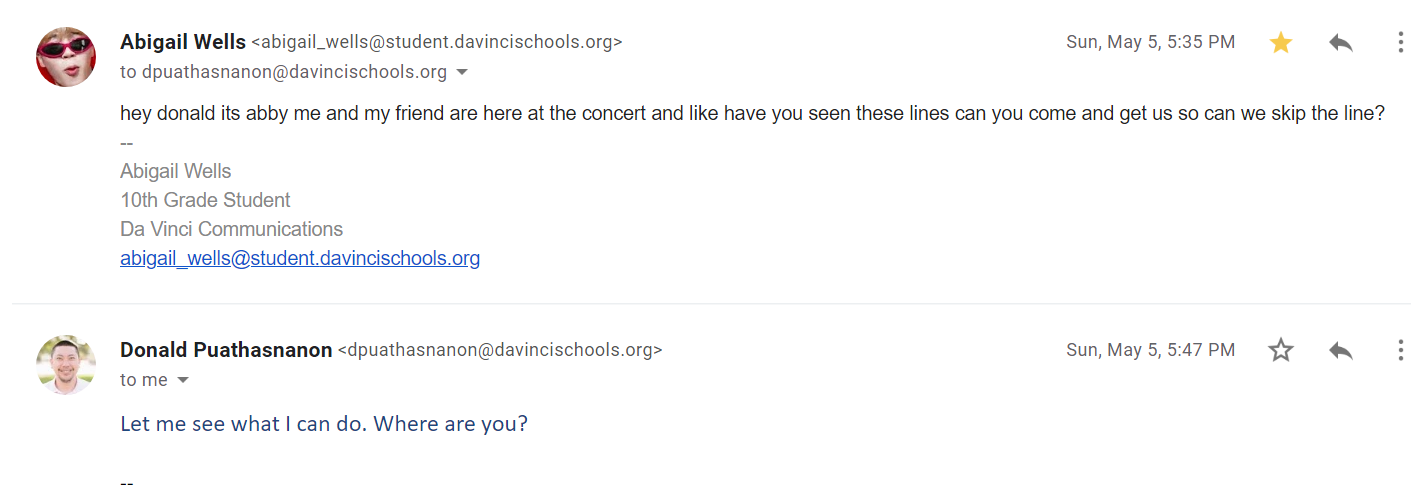 Abigail Wells <abigail_wells@student.davincischools.org> Sun, May 5, 5:35 PM
to dpuathasnanon@davincischools.org
hey donald its abby me and my friend are here at the concert and like have you seen these lines can you come and get us so can we skip the line?
--
Abigail Wells
10th Grade Student
Da Vinci Communications
abigail_wells@student.davincischools.org
Donald Puathasnanon <dpuathasnanon@davincischools.org> Sun, May 5, 5:47 PM
to me
Let me see what I can do. Where are you?
--